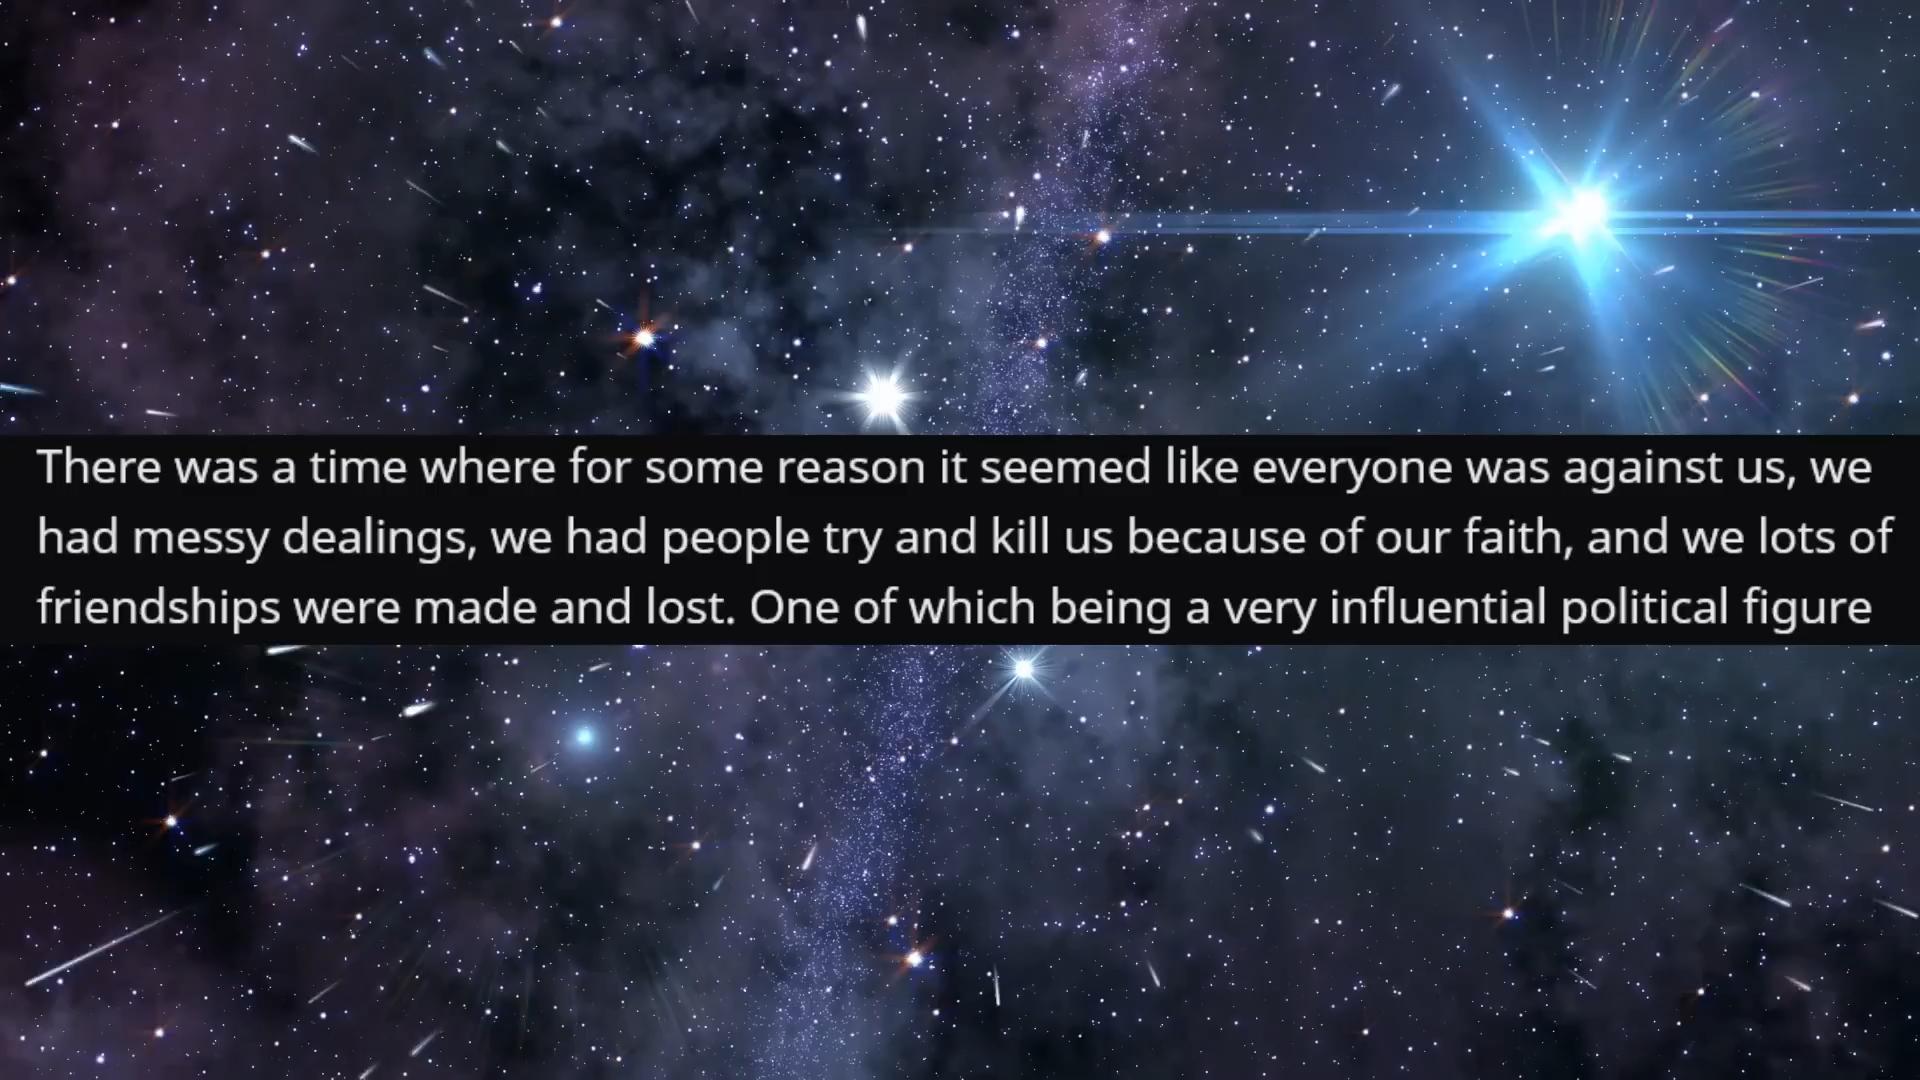 There was a time where for some reason it seemed like everyone was against us, we
had messy dealings, we had people try and kill us because of our faith, and we lots of
friendships were made and lost. One of which being a very influential political figure